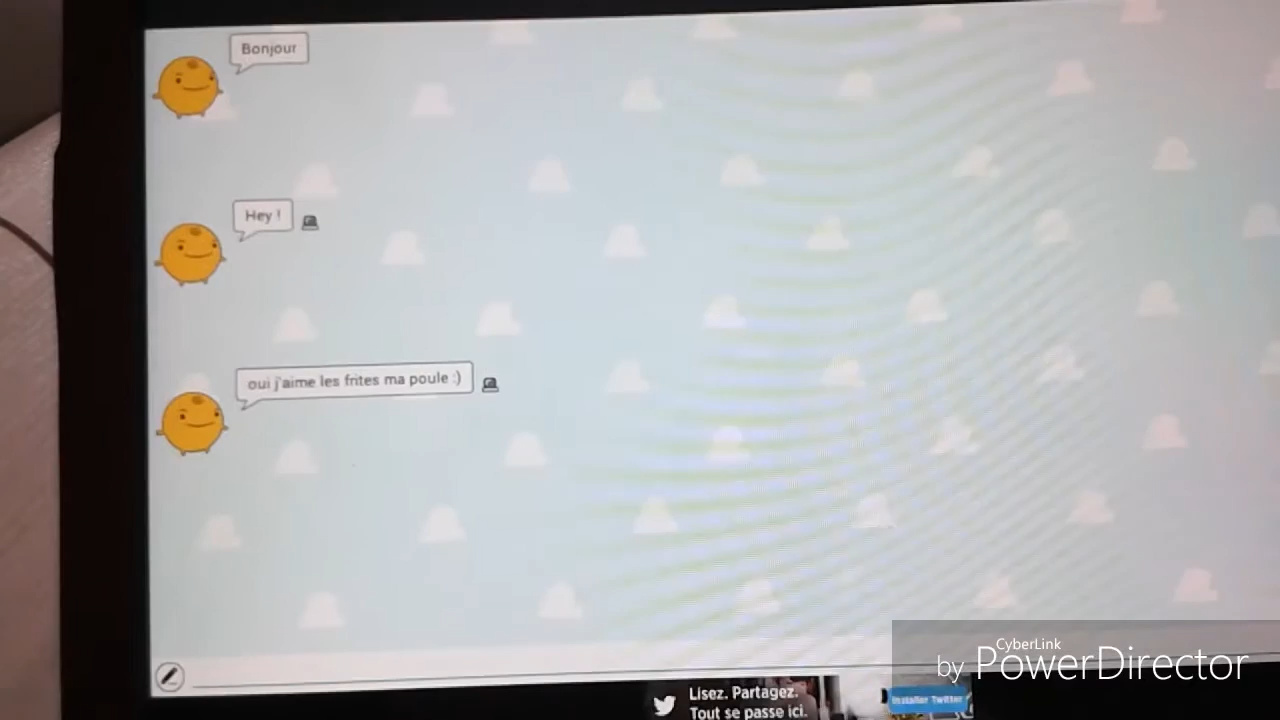 Bonjour
Hey !
oui j'aime les frites ma poule :)
Lisez. Partagez.
Tout se passe ici.
Installer Twitter
CyberLink
by PowerDirector